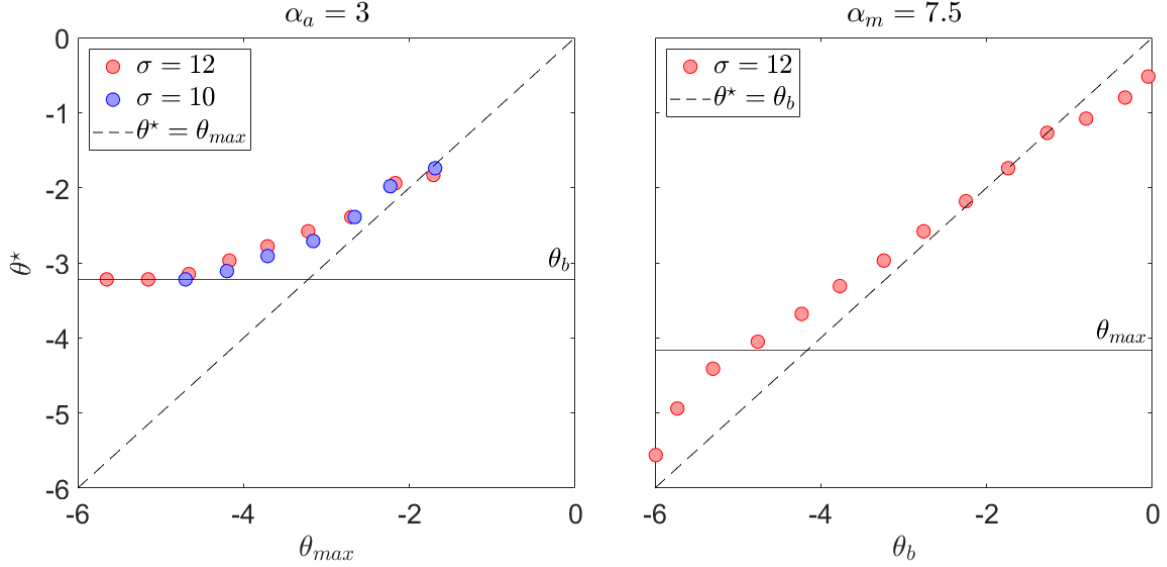 α_a = 3
σ = 12
σ = 10
θ* = θ_max
θ_b
0
-1
-2
-3
-4
-5
-6
θ*
-6 -4 -2 0
θ_max
α_m = 7.5
σ = 12
θ* = θ_b
θ_max
-6 -4 -2 0
θ_b